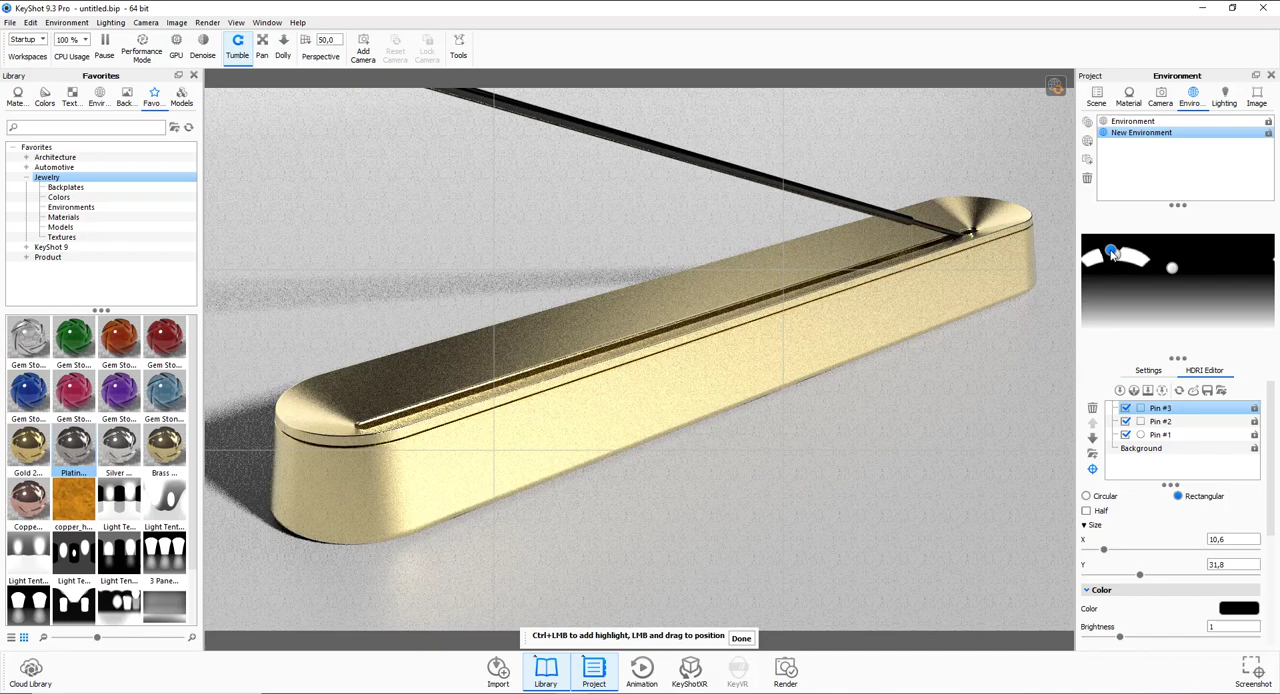 KeyShot 9.3 Pro - untitled.bip - 64 bit
File Edit Environment Lighting Camera Image Render View Window Help
Startup 100 % 50,0
Workspaces CPU Usage Pause Performance Mode GPU Denoise Tumble Pan Dolly Perspective Add Camera Reset Camera Lock Camera Tools
Library Favorites
Mate... Colors Text... Envir... Back... Favo... Models
Favorites
Architecture
Automotive
Jewelry
Backplates
Colors
Environments
Materials
Models
Textures
KeyShot 9
Product
Gem Sto... Gem Sto... Gem Sto... Gem Sto...
Gem Sto... Gem Sto... Gem Sto... Gem Ston...
Gold 2... Platin... Silver ... Brass ...
Coppe... copper_h... Light Te... Light Tent...
Light Tent... Light Te... Light Ten... 3 Pane...
Ctrl+LMB to add highlight, LMB and drag to position Done
Project Environment
Scene Material Camera Enviro... Lighting Image
Environment
New Environment
Settings HDRI Editor
Pin #3
Pin #2
Pin #1
Background
Circular Rectangular
Half
Size
X 10,6
Y 31,8
Color
Color
Brightness 1
Cloud Library Import Library Project Animation KeyShotXR KeyVR Render Screenshot